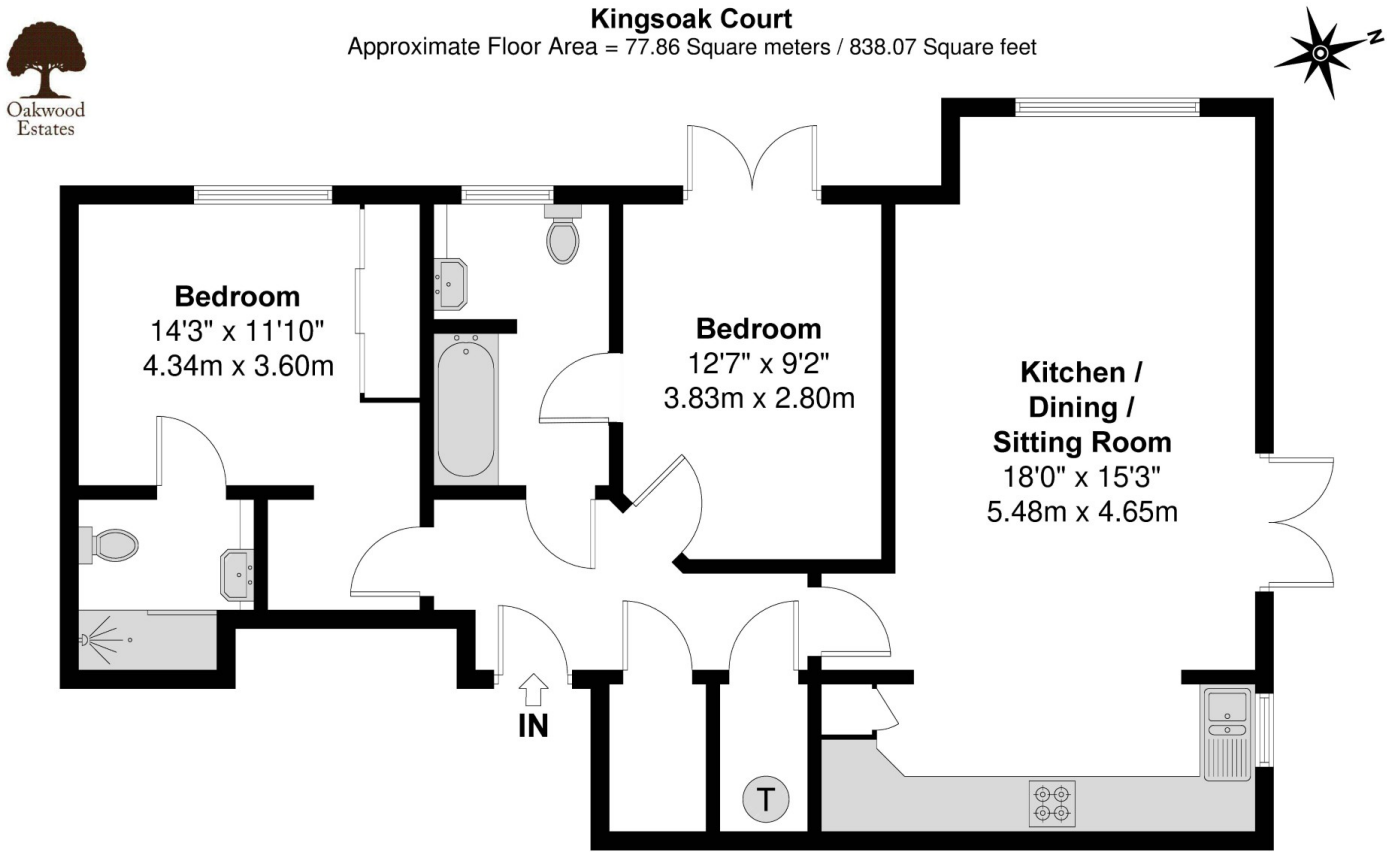 Kingsoak Court
Approximate Floor Area = 77.86 Square meters / 838.07 Square feet
Oakwood
Estates
N
Bedroom
14'3" x 11'10"
4.34m x 3.60m
Bedroom
12'7" x 9'2"
3.83m x 2.80m
Kitchen /
Dining /
Sitting Room
18'0" x 15'3"
5.48m x 4.65m
IN
T